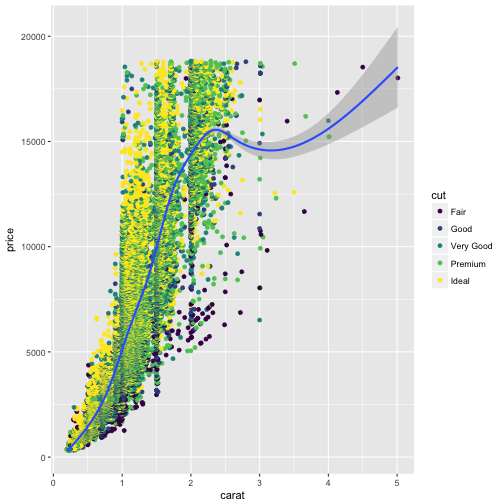 20000
15000
10000
5000
0
price
0 1 2 3 4 5
carat
cut
Fair
Good
Very Good
Premium
Ideal